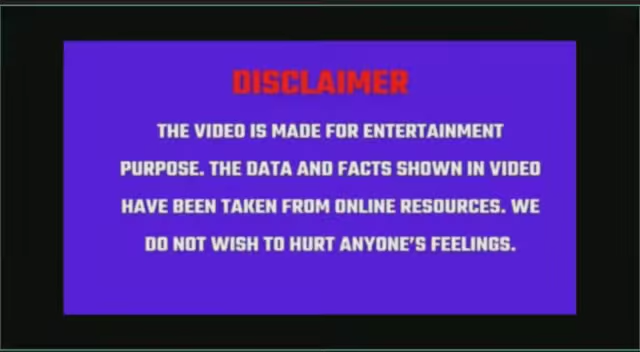 DISCLAIMER
THE VIDEO IS MADE FOR ENTERTAINMENT
PURPOSE. THE DATA AND FACTS SHOWN IN VIDEO
HAVE BEEN TAKEN FROM ONLINE RESOURCES. WE
DO NOT WISH TO HURT ANYONE'S FEELINGS.